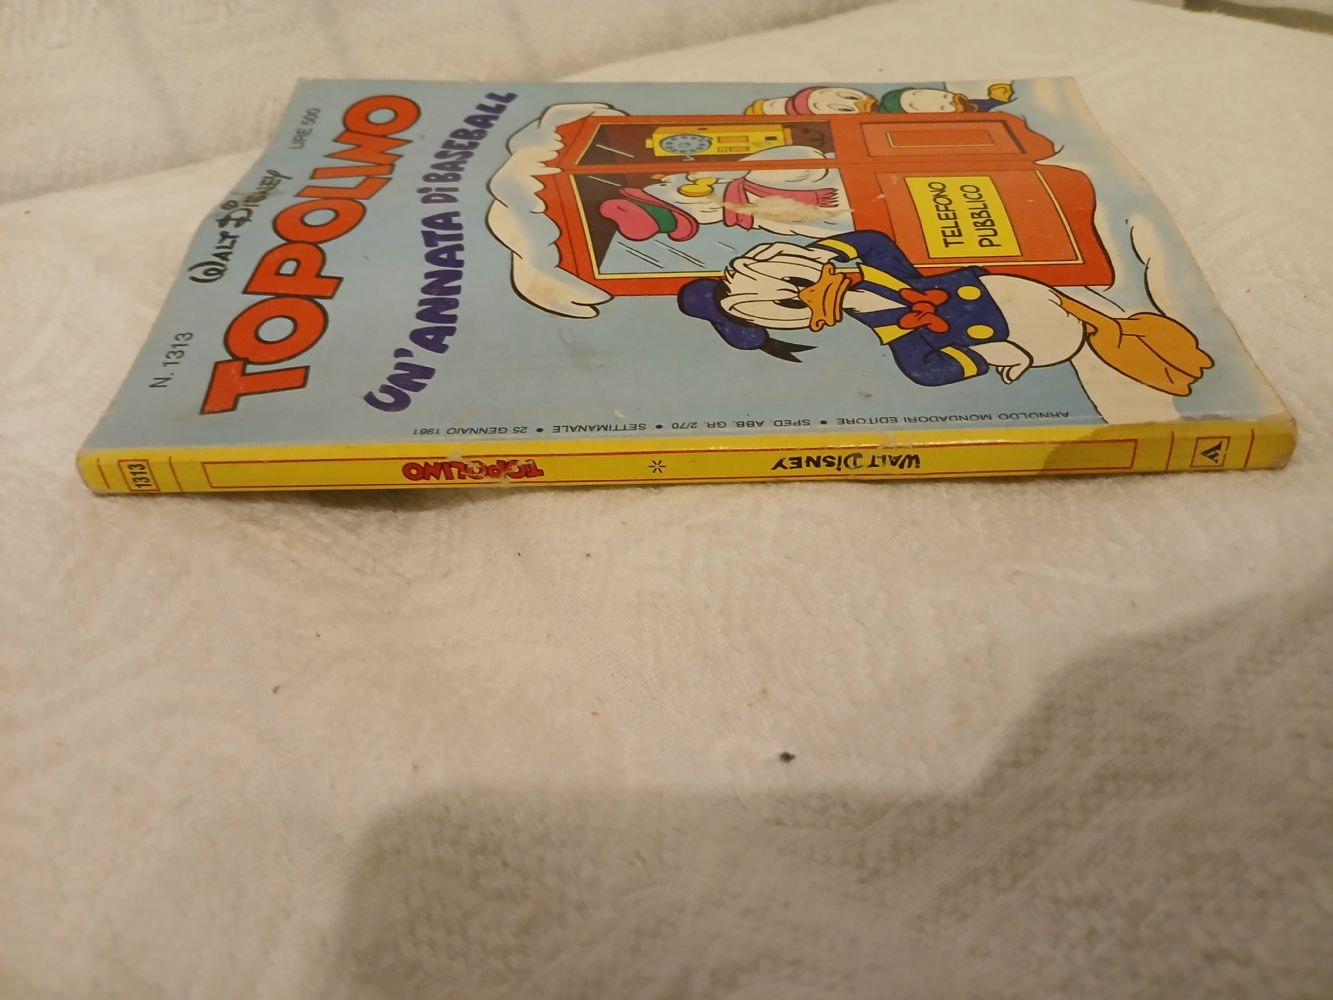 N. 1313
WALT DISNEY
LIRE 500
TOPOLINO
UN'ANNATA Di BASEBALL
TELEFONO
PUBBLICO
ARNOLDO MONDADORI EDITORE • SPED. ABB. GR. 2/70 • SETTIMANALE • 25 GENNAIO 1981
1313
TOPOLINO
WALT DISNEY